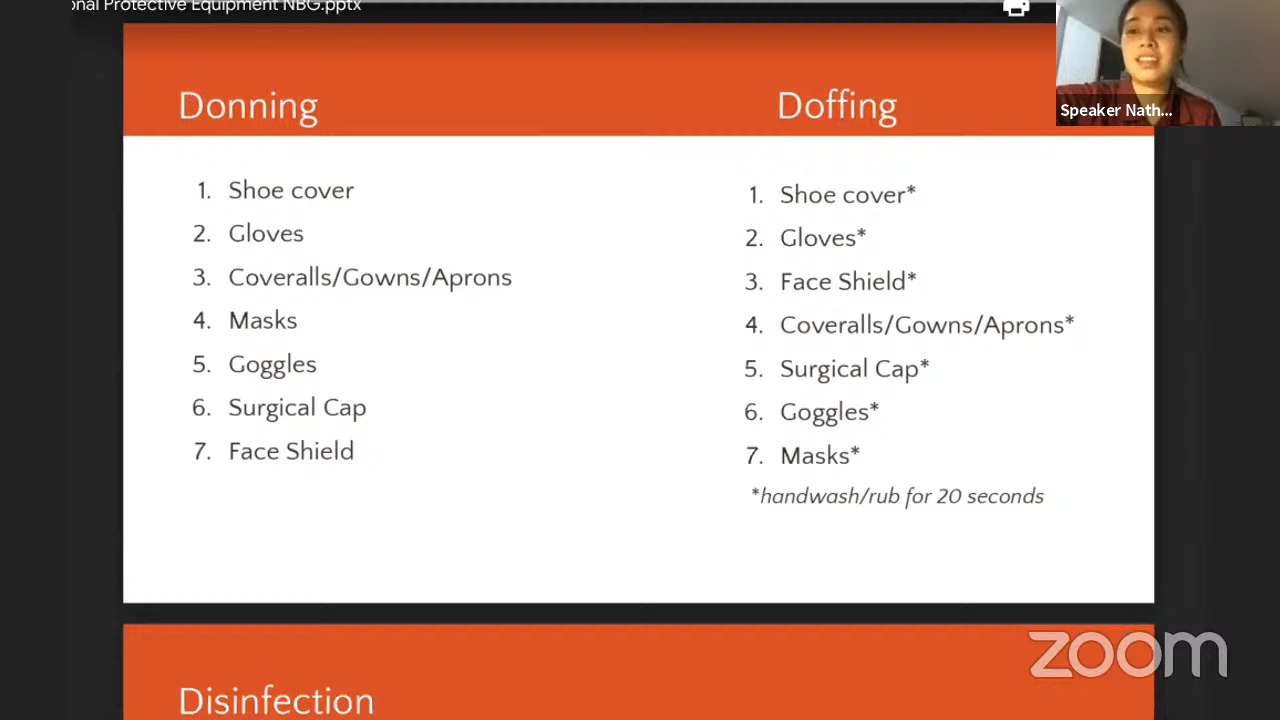 onal Protective Equipment NBG.pptx
Speaker Nath...
Donning
1. Shoe cover
2. Gloves
3. Coveralls/Gowns/Aprons
4. Masks
5. Goggles
6. Surgical Cap
7. Face Shield
Doffing
1. Shoe cover*
2. Gloves*
3. Face Shield*
4. Coveralls/Gowns/Aprons*
5. Surgical Cap*
6. Goggles*
7. Masks*
*handwash/rub for 20 seconds
Disinfection
zoom